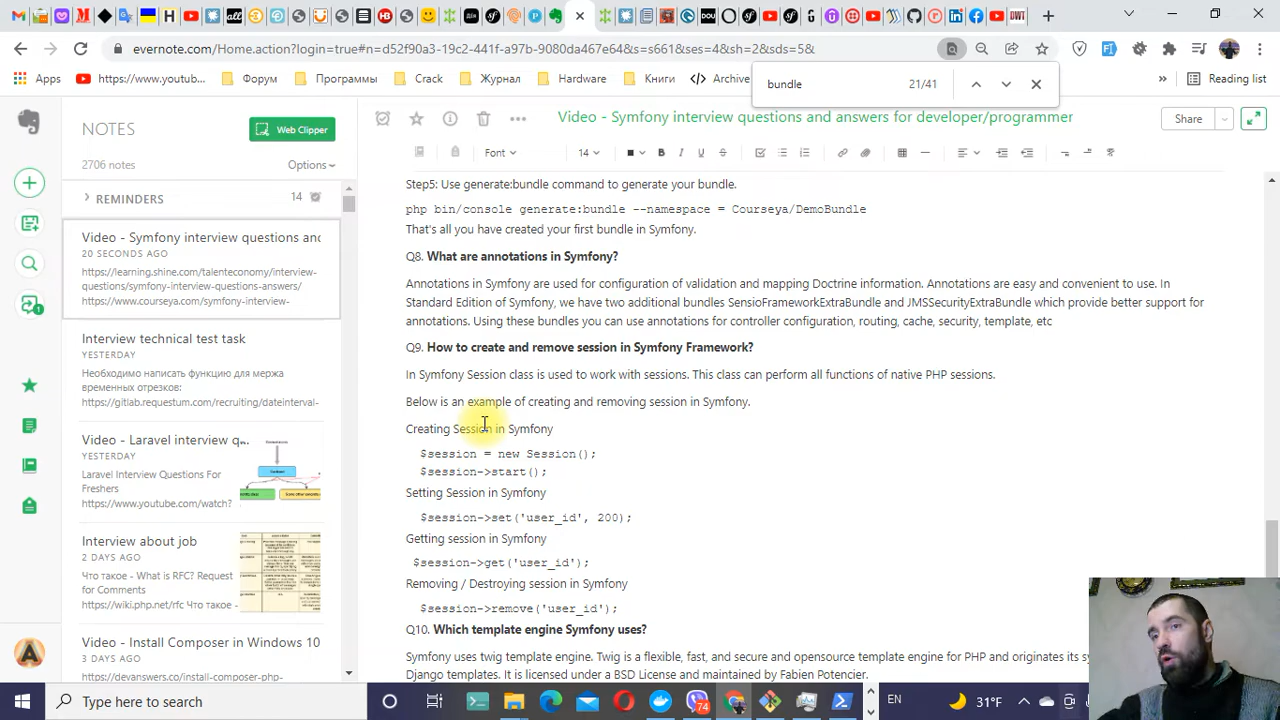 evernote.com/Home.action?login=true#n=d52f90a3-19c2-441f-a97b-9080da467e64&s=s661&ses=4&sh=2&sds=5&
Apps
https://www.youtub...
Форум
Программы
Crack
Журнал
Hardware
Книги
Archive
Reading list
bundle
21/41
NOTES
Web Clipper
2706 notes
Options
REMINDERS
14
Video - Symfony interview questions and
20 SECONDS AGO
https://learning.shine.com/talenteconomy/interview-
questions/symfony-interview-questions-answers/
https://www.courseya.com/symfony-interview-
Interview technical test task
YESTERDAY
Необходимо написать функцию для мержа
временных отрезков:
https://gitlab.requestum.com/recruiting/dateinterval-
Video - Laravel interview q...
YESTERDAY
Laravel Interview Questions For
Freshers
https://www.youtube.com/watch?
Interview about job
2 DAYS AGO
Что такое - What is RFC? Request
for Comments
https://wiki.php.net/rfc Что такое -
Video - Install Composer in Windows 10
3 DAYS AGO
https://devanswers.co/install-composer-php-
Video - Symfony interview questions and answers for developer/programmer
Share
Font
14
Step5: Use generate:bundle command to generate your bundle.
php bin/console generate:bundle --namespace = Courseya/DemoBundle
That's all you have created your first bundle in Symfony.
Q8. What are annotations in Symfony?
Annotations in Symfony are used for configuration of validation and mapping Doctrine information. Annotations are easy and convenient to use. In
Standard Edition of Symfony, we have two additional bundles SensioFrameworkExtraBundle and JMSSecurityExtraBundle which provide better support for
annotations. Using these bundles you can use annotations for controller configuration, routing, cache, security, template, etc
Q9. How to create and remove session in Symfony Framework?
In Symfony Session class is used to work with sessions. This class can perform all functions of native PHP sessions.
Below is an example of creating and removing session in Symfony.
Creating Session in Symfony
$session = new Session();
$session->start();
Setting Session in Symfony
$session->set('user_id', 200);
Getting session in Symfony
$session->get('user_id');
Removing/ Destroying session in Symfony
$session->remove('user_id');
Q10. Which template engine Symfony uses?
Symfony uses twig template engine. Twig is a flexible, fast, and secure and opensource template engine for PHP and originates its
Django templates. It is licensed under a BSD License and maintained by Fabien Potencier.
Type here to search
74
EN
31°F